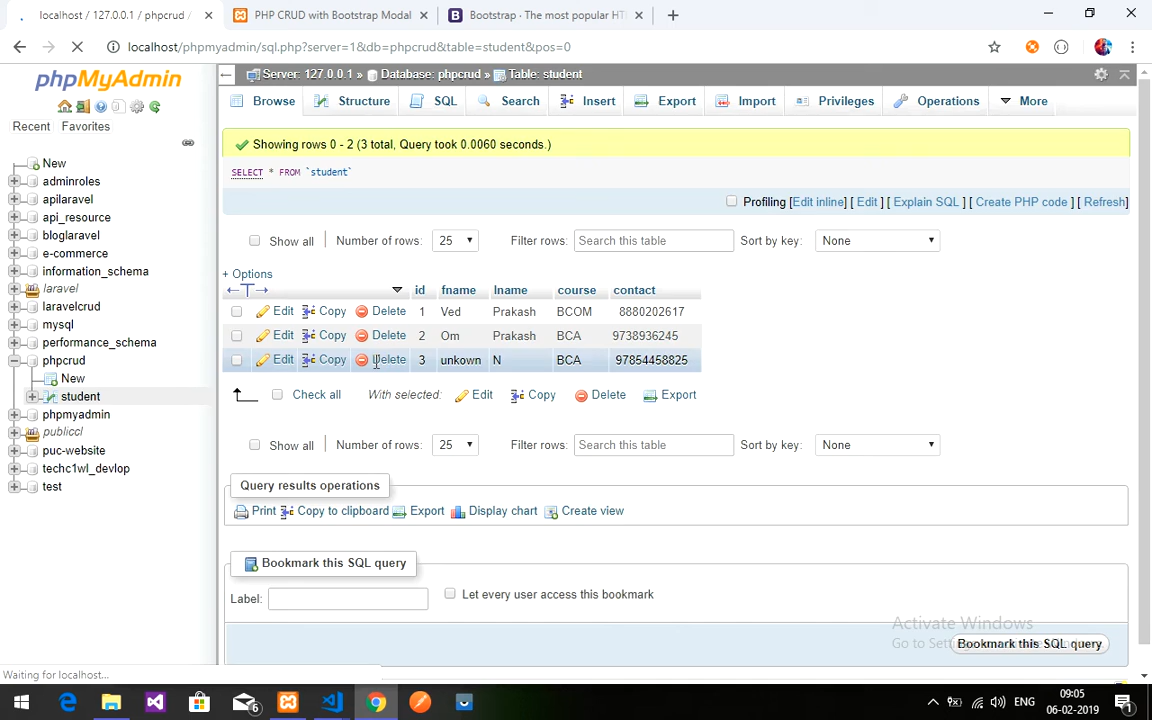 localhost / 127.0.0.1 / phpcrud /
PHP CRUD with Bootstrap Modal
Bootstrap · The most popular HT
localhost/phpmyadmin/sql.php?server=1&db=phpcrud&table=student&pos=0
phpMyAdmin
Recent Favorites
New
adminroles
apilaravel
api_resource
bloglaravel
e-commerce
information_schema
laravel
laravelcrud
mysql
performance_schema
phpcrud
New
student
phpmyadmin
publiccl
puc-website
techc1wl_devlop
test
Server: 127.0.0.1 » Database: phpcrud » Table: student
Browse Structure SQL Search Insert Export Import Privileges Operations More
Showing rows 0 - 2 (3 total, Query took 0.0060 seconds.)
SELECT * FROM `student`
Profiling [Edit inline] [ Edit ] [ Explain SQL ] [ Create PHP code ] [ Refresh]
Show all Number of rows: 25 Filter rows: Search this table Sort by key: None
+ Options
←T→ id fname lname course contact
Edit Copy Delete 1 Ved Prakash BCOM 8880202617
Edit Copy Delete 2 Om Prakash BCA 9738936245
Edit Copy Delete 3 unkown N BCA 97854458825
Check all With selected: Edit Copy Delete Export
Show all Number of rows: 25 Filter rows: Search this table Sort by key: None
Query results operations
Print Copy to clipboard Export Display chart Create view
Bookmark this SQL query
Label: Let every user access this bookmark
Activate Windows
Go to Settings to activate Windows.
Bookmark this SQL query
Waiting for localhost...
6
ENG
09:05
06-02-2019
1